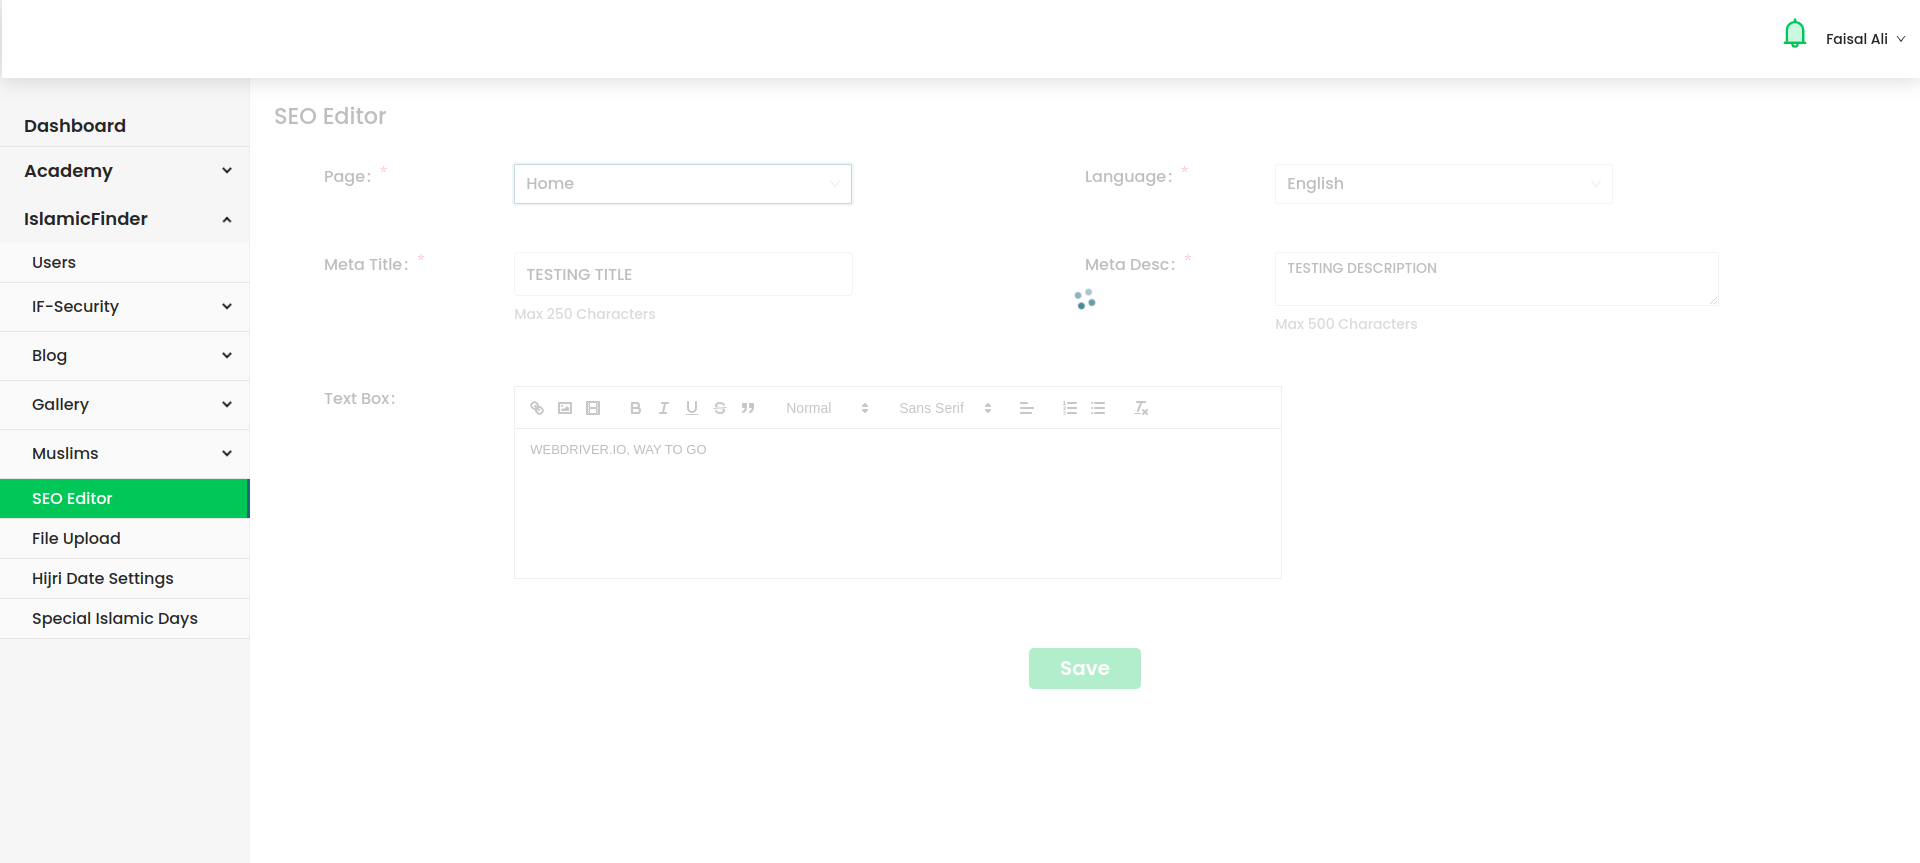 Faisal Ali
Dashboard
Academy
IslamicFinder
Users
IF-Security
Blog
Gallery
Muslims
SEO Editor
File Upload
Hijri Date Settings
Special Islamic Days
SEO Editor
Page: *
Home
Language: *
English
Meta Title: *
TESTING TITLE
Max 250 Characters
Meta Desc: *
TESTING DESCRIPTION
Max 500 Characters
Text Box:
Normal
Sans Serif
WEBDRIVER.IO, WAY TO GO
Save